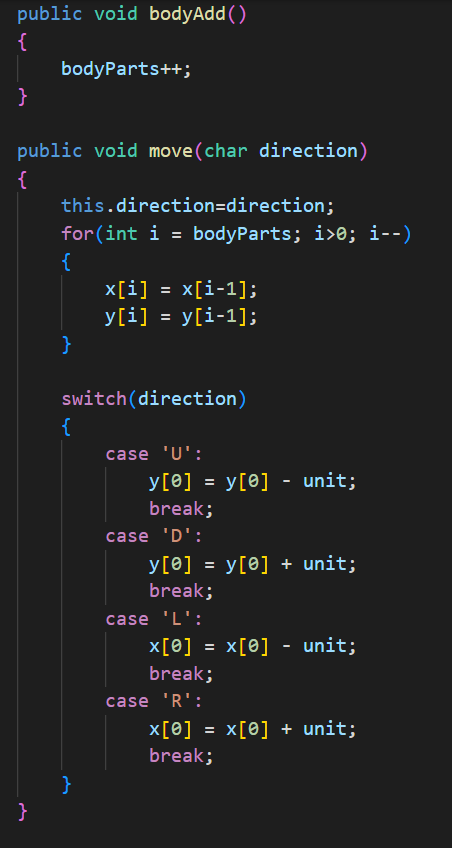 public void bodyAdd()
{
    bodyParts++;
}

public void move(char direction)
{
    this.direction=direction;
    for(int i = bodyParts; i>0; i--)
    {
        x[i] = x[i-1];
        y[i] = y[i-1];
    }

    switch(direction)
    {
        case 'U':
            y[0] = y[0] - unit;
            break;
        case 'D':
            y[0] = y[0] + unit;
            break;
        case 'L':
            x[0] = x[0] - unit;
            break;
        case 'R':
            x[0] = x[0] + unit;
            break;
    }
}